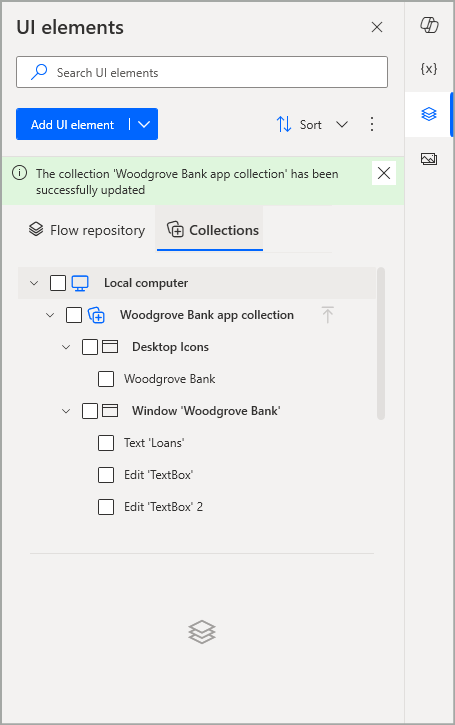 UI elements
Search UI elements
Add UI element
Sort
{x}
The collection 'Woodgrove Bank app collection' has been
successfully updated
Flow repository
Collections
Local computer
Woodgrove Bank app collection
Desktop Icons
Woodgrove Bank
Window 'Woodgrove Bank'
Text 'Loans'
Edit 'TextBox'
Edit 'TextBox' 2